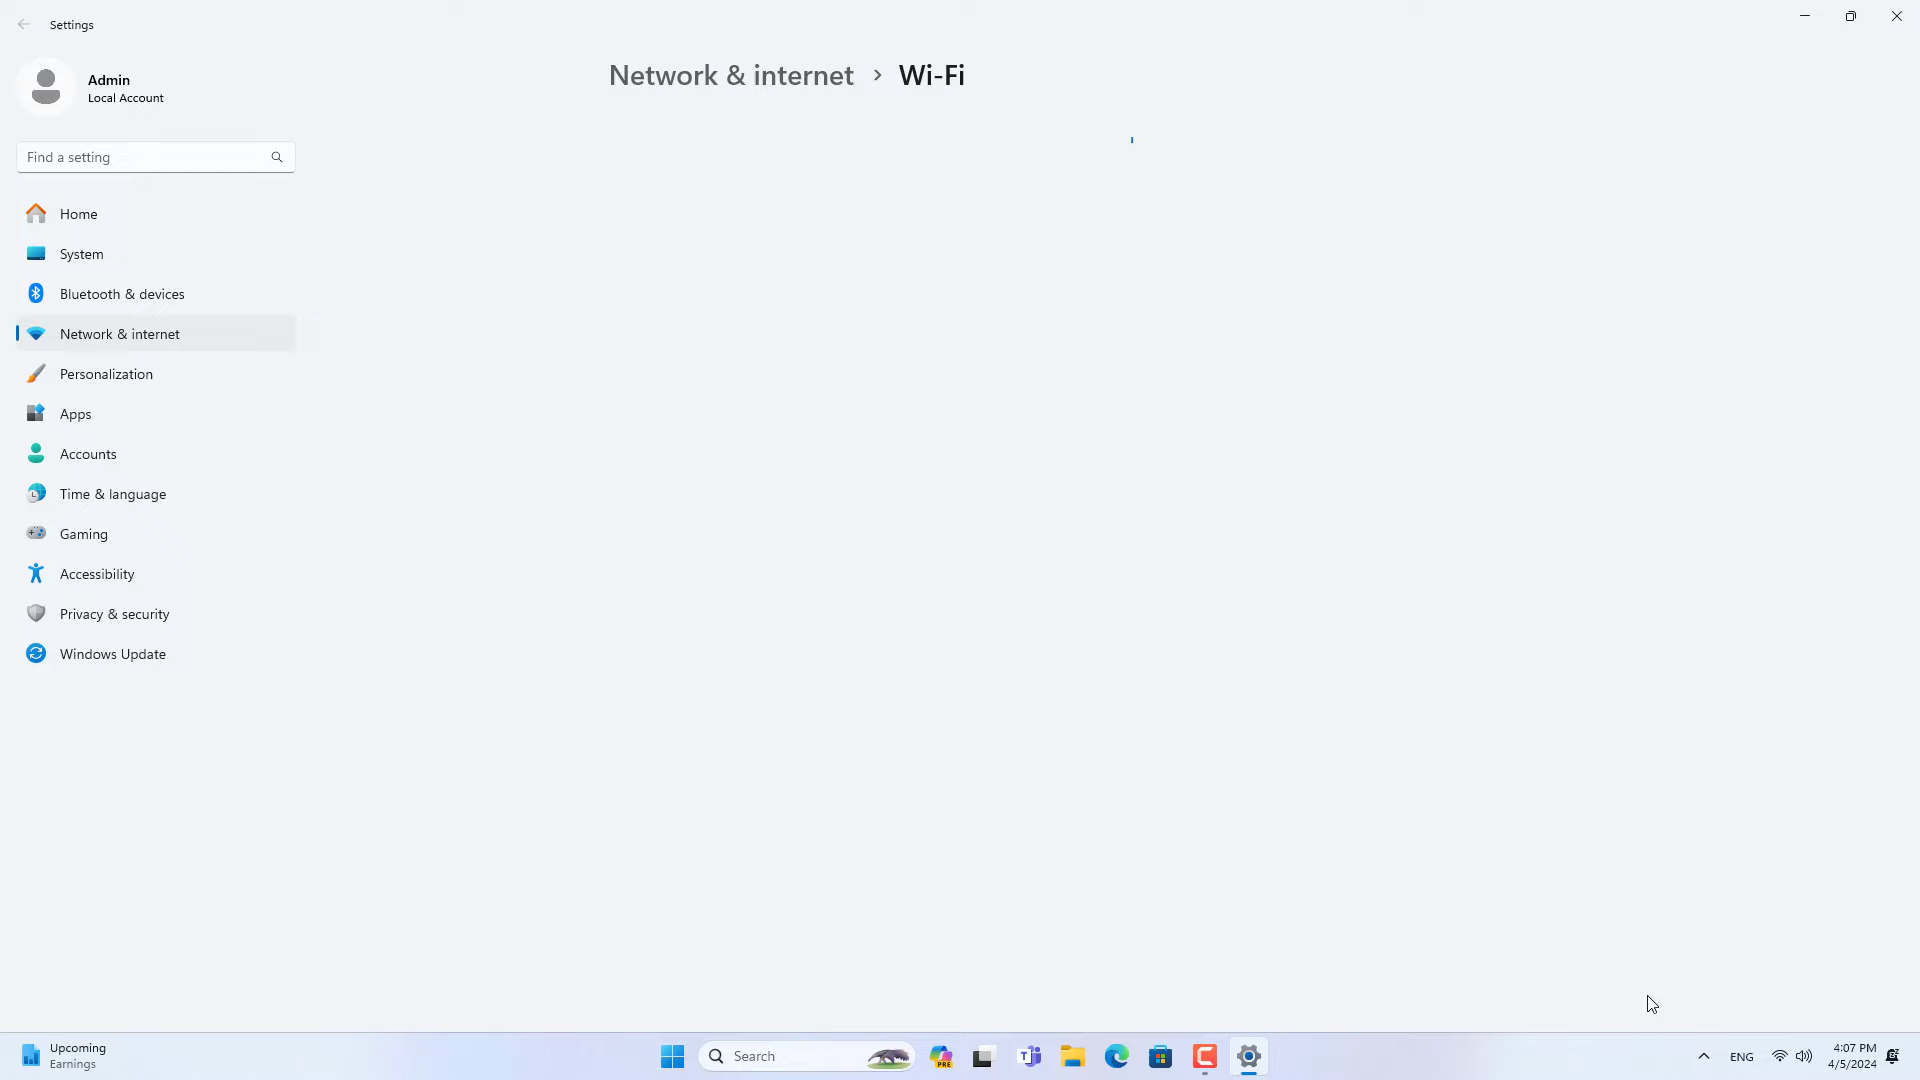 Settings
Admin
Local Account
Find a setting
Home
System
Bluetooth & devices
Network & internet
Personalization
Apps
Accounts
Time & language
Gaming
Accessibility
Privacy & security
Windows Update
Network & internet > Wi-Fi
Upcoming
Earnings
Search
PRE
ENG
4:07 PM
4/5/2024